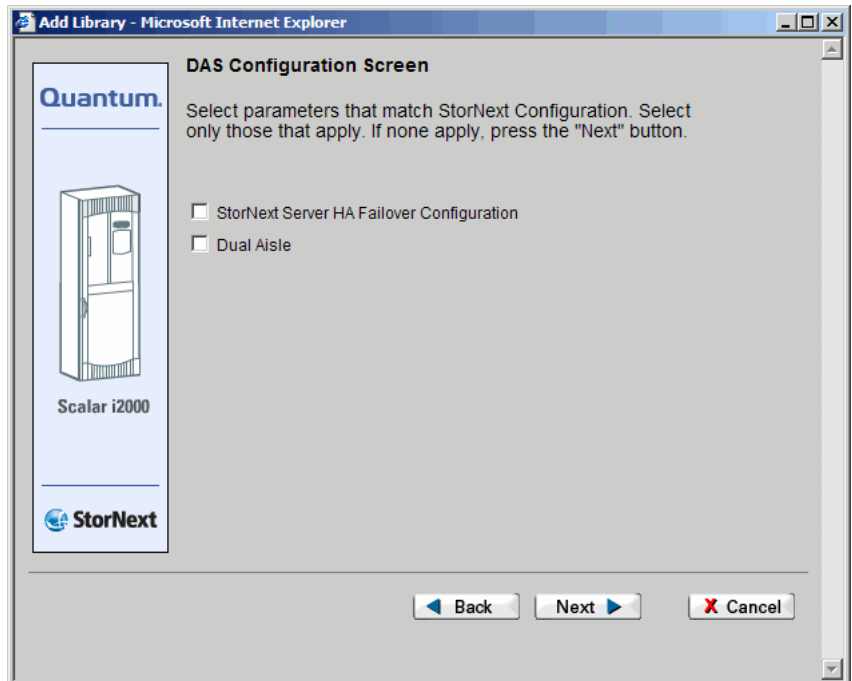 Add Library - Microsoft Internet Explorer
DAS Configuration Screen
Quantum.
Select parameters that match StorNext Configuration. Select
only those that apply. If none apply, press the "Next" button.
StorNext Server HA Failover Configuration
Dual Aisle
Scalar i2000
StorNext
Back Next X Cancel